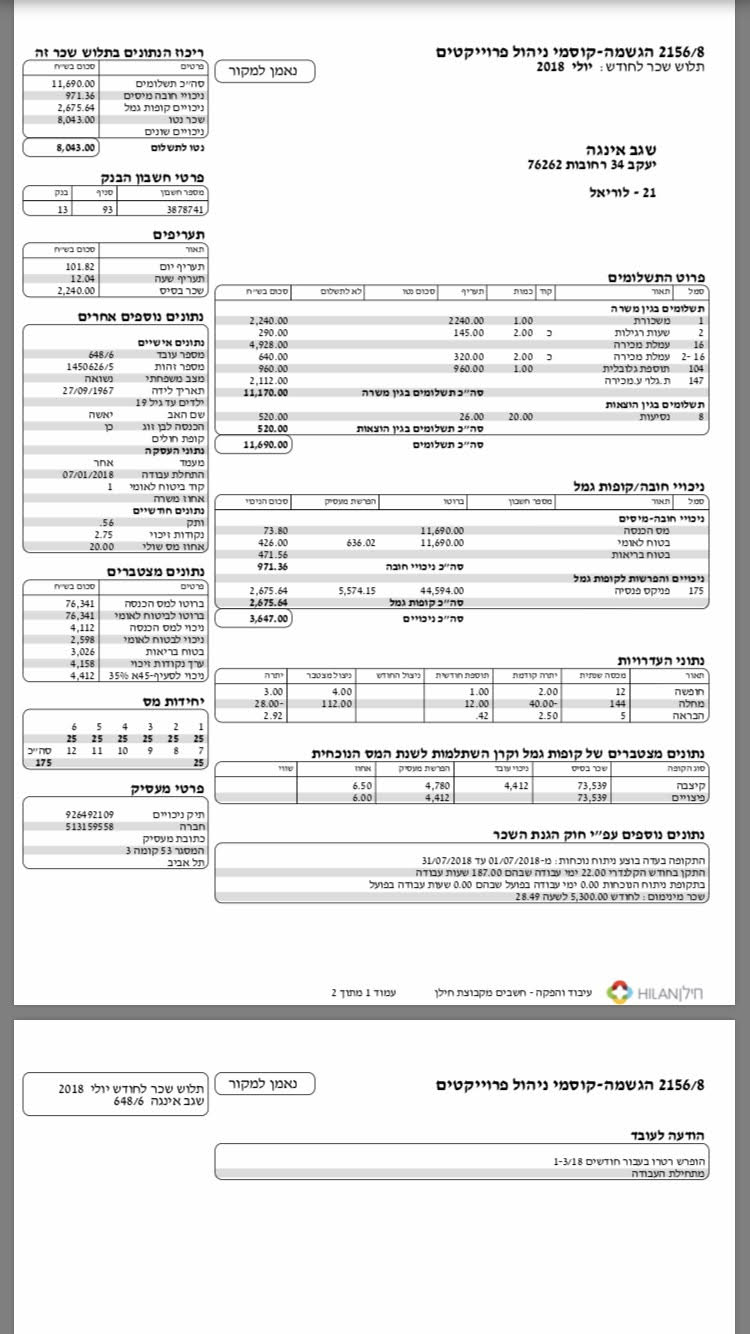 2156/8 הגשמה-קוסמי ניהול פרוייקטים
תלוש שכר לחודש: יולי 2018
נאמן למקור
שגב אינגה
יעקב 34 רחובות 76262
21 - לוריאל
פרוט התשלומים
סמל תאור קוד כמות תעריף סכום נטו לא לתשלום סכום בש״ח
תשלומים בגין משרה
1 משכורת 1.00 2240.00 2,240.00
2 שעות רגילות כ 2.00 145.00 290.00
16 עמלת מכירה 4,928.00
2- 16 עמלת מכירה כ 2.00 320.00 640.00
104 תוספת גלובלית 1.00 960.00 960.00
147 ת.גלוי ע.מכירה 2,112.00
סה״כ תשלומים בגין משרה 11,170.00
תשלומים בגין הוצאות
8 נסיעות 20.00 26.00 520.00
סה״כ תשלומים בגין הוצאות 520.00
סה״כ תשלומים 11,690.00
ניכויי חובה/קופות גמל
סמל תאור מספר חשבון ברוטו הפרשת מעסיק סכום הניכוי
ניכויי חובה-מיסים
מס הכנסה 11,690.00 73.80
בטוח לאומי 11,690.00 636.02 426.00
בטוח בריאות 471.56
סה״כ ניכויי חובה 971.36
ניכויים והפרשות לקופות גמל
175 פניקס פנסיה 44,594.00 5,574.15 2,675.64
סה״כ קופות גמל 2,675.64
סה״כ ניכויים 3,647.00
נתוני העדרויות
תאור מכסה שנתית יתרה קודמת תוספת חודשית ניצול החודש ניצול מצטבר יתרה
חופשה 12 2.00 1.00 4.00 3.00
מחלה 144 40.00- 12.00 112.00 28.00-
הבראה 5 2.50 .42 2.92
נתונים מצטברים של קופות גמל וקרן השתלמות לשנת המס הנוכחית
סוג הקופה שכר בסיס ניכוי עובד הפרשת מעסיק אחוז שווי
קיצבה 73,539 4,412 4,780 6.50
פיצויים 73,539 4,412 6.00
נתונים נוספים עפ״י חוק הגנת השכר
התקופה בעדה בוצע ניתוח נוכחות: מ-01/07/2018 עד 31/07/2018
התקן בחודש הקלנדרי 22.00 ימי עבודה שבהם 187.00 שעות עבודה
בתקופת ניתוח הנוכחות 0.00 ימי עבודה בפועל שבהם 0.00 שעות עבודה בפועל
שכר מינימום: לחודש 5,300.00 לשעה 28.49
ריכוז הנתונים בתלוש שכר זה
פרטים סכום בש״ח
סה״כ תשלומים 11,690.00
ניכויי חובה מיסים 971.36
ניכויים קופות גמל 2,675.64
שכר נטו 8,043.00
ניכויים שונים
נטו לתשלום 8,043.00
פרטי חשבון הבנק
מספר חשבון סניף בנק
3878741 93 13
תעריפים
תאור סכום בש״ח
תעריף יום 101.82
תעריף שעה 12.04
שכר בסיס 2,240.00
נתונים נוספים אחרים
נתונים אישיים
מספר עובד 648/6
מספר זהות 1450626/5
מצב משפחתי נשואה
תאריך לידה 27/09/1967
ילדים עד גיל 19
שם האב יאשה
הכנסה לבן זוג כן
קופת חולים
נתוני העסקה
מעמד אחר
התחלת עבודה 07/01/2018
קוד ביטוח לאומי 1
אחוז משרה
נתונים חודשיים
ותק .56
נקודות זיכוי 2.75
אחוז מס שולי 20.00
נתונים מצטברים
פרטים סכום בש״ח
ברוטו למס הכנסה 76,341
ברוטו לביטוח לאומי 76,341
ניכוי למס הכנסה 4,112
ניכוי לבטוח לאומי 2,598
בטוח בריאות 3,026
ערך נקודות זיכוי 4,158
ניכוי לסעיף-45א 35% 4,412
יחידות מס
1 2 3 4 5 6
25 25 25 25 25 25
7 8 9 10 11 12 סה״כ
25 175
פרטי מעסיק
תיק ניכויים 926492109
חברה 513159558
כתובת מעסיק
המסגר 53 קומה 3
תל אביב
חילן HILAN עיבוד והפקה - חשבים מקבוצת חילן עמוד 1 מתוך 2
2156/8 הגשמה-קוסמי ניהול פרוייקטים
נאמן למקור
תלוש שכר לחודש יולי 2018
שגב אינגה 648/6
הודעה לעובד
הופרש רטרו בעבור חודשים 1-3/18
מתחילת העבודה